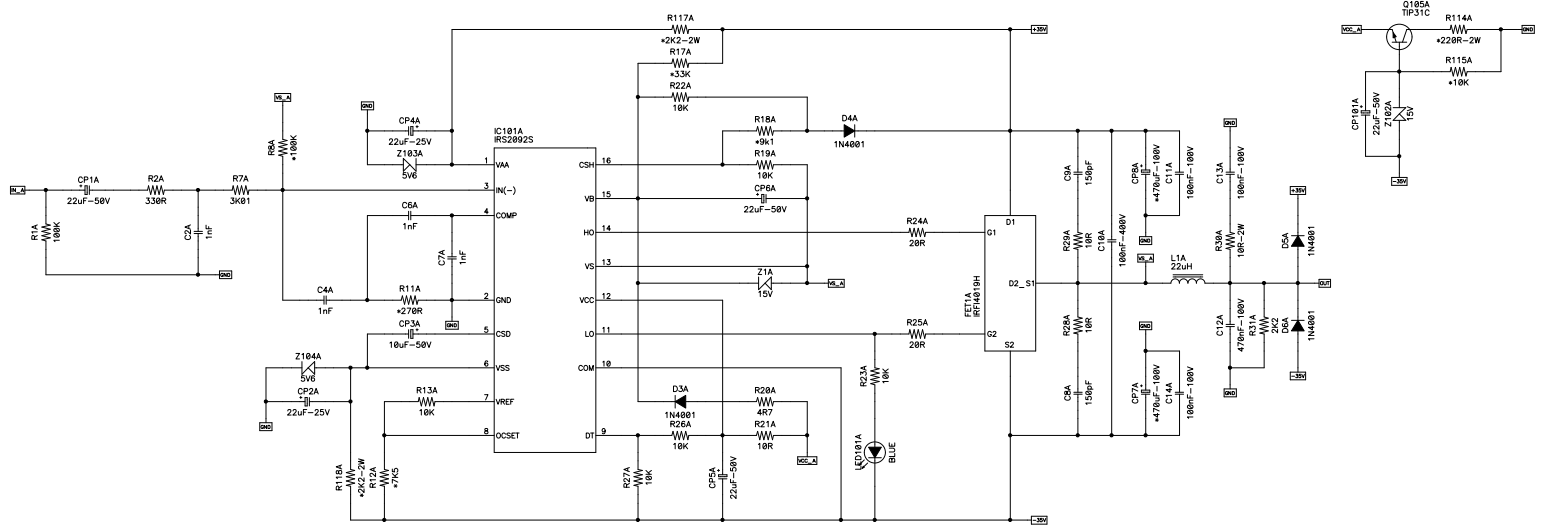 Q105A
TIP31C
VCC_A
R114A
*220R-2W
GND
R115A
*10K
CP101A
+
22uF-50V
Z102A
15V
-35V
R117A
*2K2-2W
+35V
R17A
*33K
R22A
10K
R18A
*9k1
D4A
1N4001
R19A
10K
CP6A
+
22uF-50V
VS_A
R8A
*100K
GND
CP4A
+
22uF-25V
Z103A
5V6
IC101A
IRS2092S
1 VAA
3 IN(-)
4 COMP
2 GND
5 CSD
6 VSS
7 VREF
8 OCSET
CSH 16
VB 15
HO 14
VS 13
VCC 12
LO 11
COM 10
DT 9
IN_A
CP1A
+
22uF-50V
R2A
330R
R7A
3K01
R1A
100K
C2A
1nF
GND
C6A
1nF
C7A
1nF
C4A
1nF
R11A
*270R
GND
CP3A
+
10uF-50V
Z104A
5V6
CP2A
+
22uF-25V
GND
R13A
10K
R118A
*2K2-2W
R12A
*7K5
Z1A
15V
VS_A
R24A
20R
R25A
20R
R23A
10K
LED101A
BLUE
D3A
1N4001
R20A
4R7
R26A
10K
R21A
10R
VCC_A
R27A
10K
CP5A
+
22uF-50V
-35V
FET1A
IRFI4019H
D1
G1
D2_S1
G2
S2
C9A
150pF
R29A
10R
C10A
100nF-400V
R28A
10R
C8A
150pF
CP8A
+
*470uF-100V
C11A
100nF-100V
GND
VS_A
L1A
22uH
GND
CP7A
+
*470uF-100V
C14A
100nF-100V
GND
C13A
100nF-100V
R30A
10R-2W
C12A
470nF-100V
R31A
2K2
GND
+35V
D5A
1N4001
OUT
D6A
1N4001
-35V